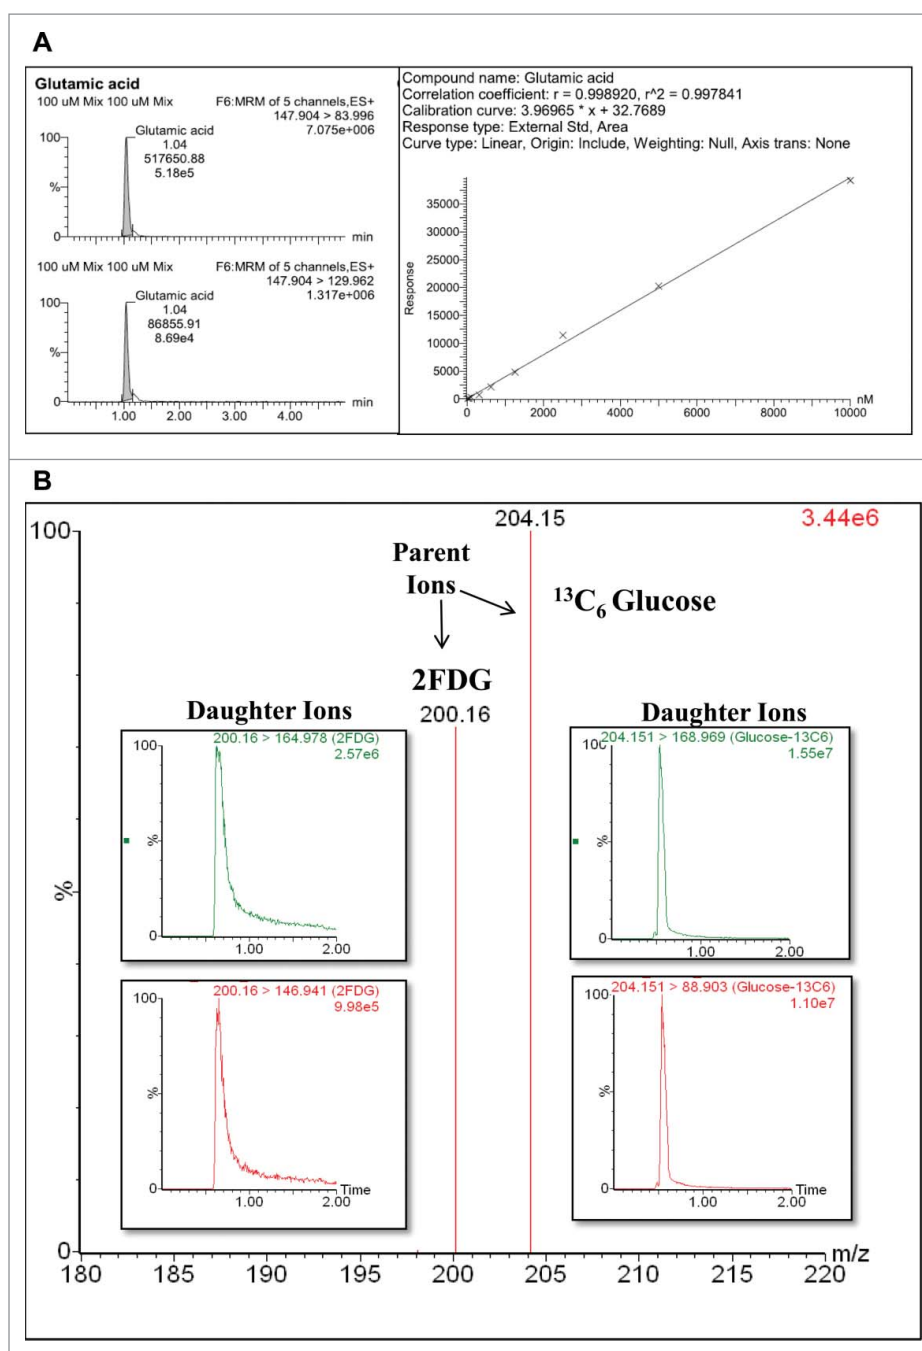 A
Glutamic acid
100 uM Mix 100 uM Mix
F6:MRM of 5 channels,ES+
147.904 > 83.996
7.075e+006
100
%
0
Glutamic acid
1.04
517650.88
5.18e5
min
100 uM Mix 100 uM Mix
F6:MRM of 5 channels,ES+
147.904 > 129.962
1.317e+006
100
%
0
Glutamic acid
1.04
86855.91
8.69e4
min
1.00 2.00 3.00 4.00
Compound name: Glutamic acid
Correlation coefficient: r = 0.998920, r^2 = 0.997841
Calibration curve: 3.96965 * x + 32.7689
Response type: External Std, Area
Curve type: Linear, Origin: Include, Weighting: Null, Axis trans: None
Response
35000
30000
25000
20000
15000
10000
5000
0
nM
0 2000 4000 6000 8000 10000
B
100
%
0
204.15
3.44e6
Parent
Ions
13C6 Glucose
2FDG
200.16
Daughter Ions
200.16 > 164.978 (2FDG)
2.57e6
100
%
0
1.00 2.00
200.16 > 146.941 (2FDG)
9.98e5
100
%
0
Time
1.00 2.00
Daughter Ions
204.151 > 168.969 (Glucose-13C6)
1.55e7
100
%
0
1.00 2.00
204.151 > 88.903 (Glucose-13C6)
1.10e7
100
%
0
Time
1.00 2.00
m/z
180 185 190 195 200 205 210 215 220